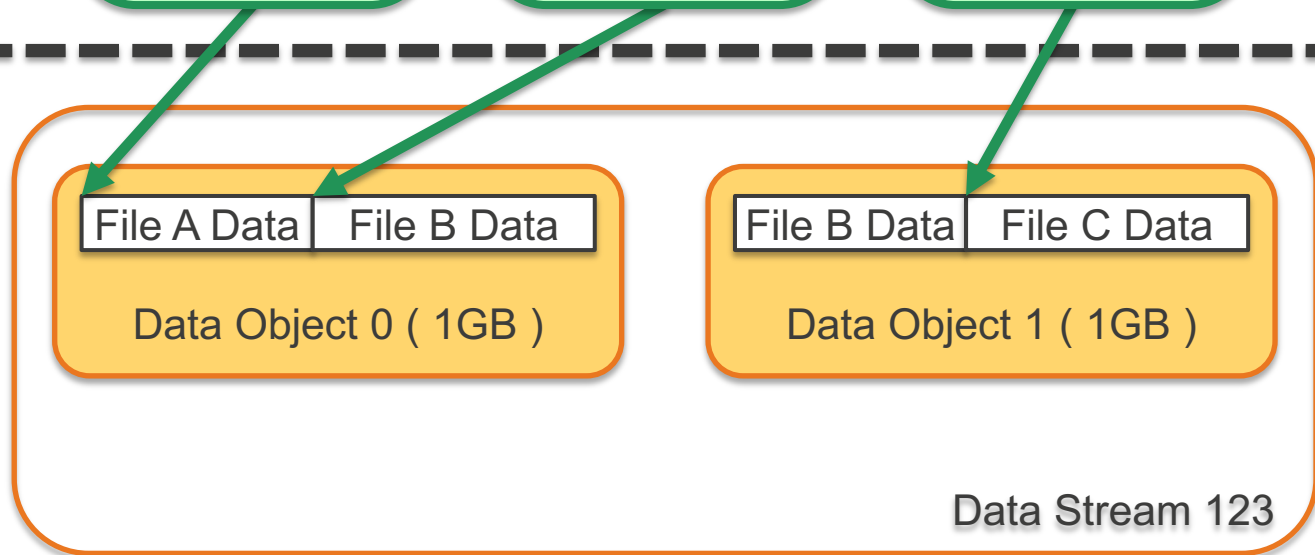 File A Data File B Data
File B Data File C Data
Data Object 0 ( 1GB )
Data Object 1 ( 1GB )
Data Stream 123